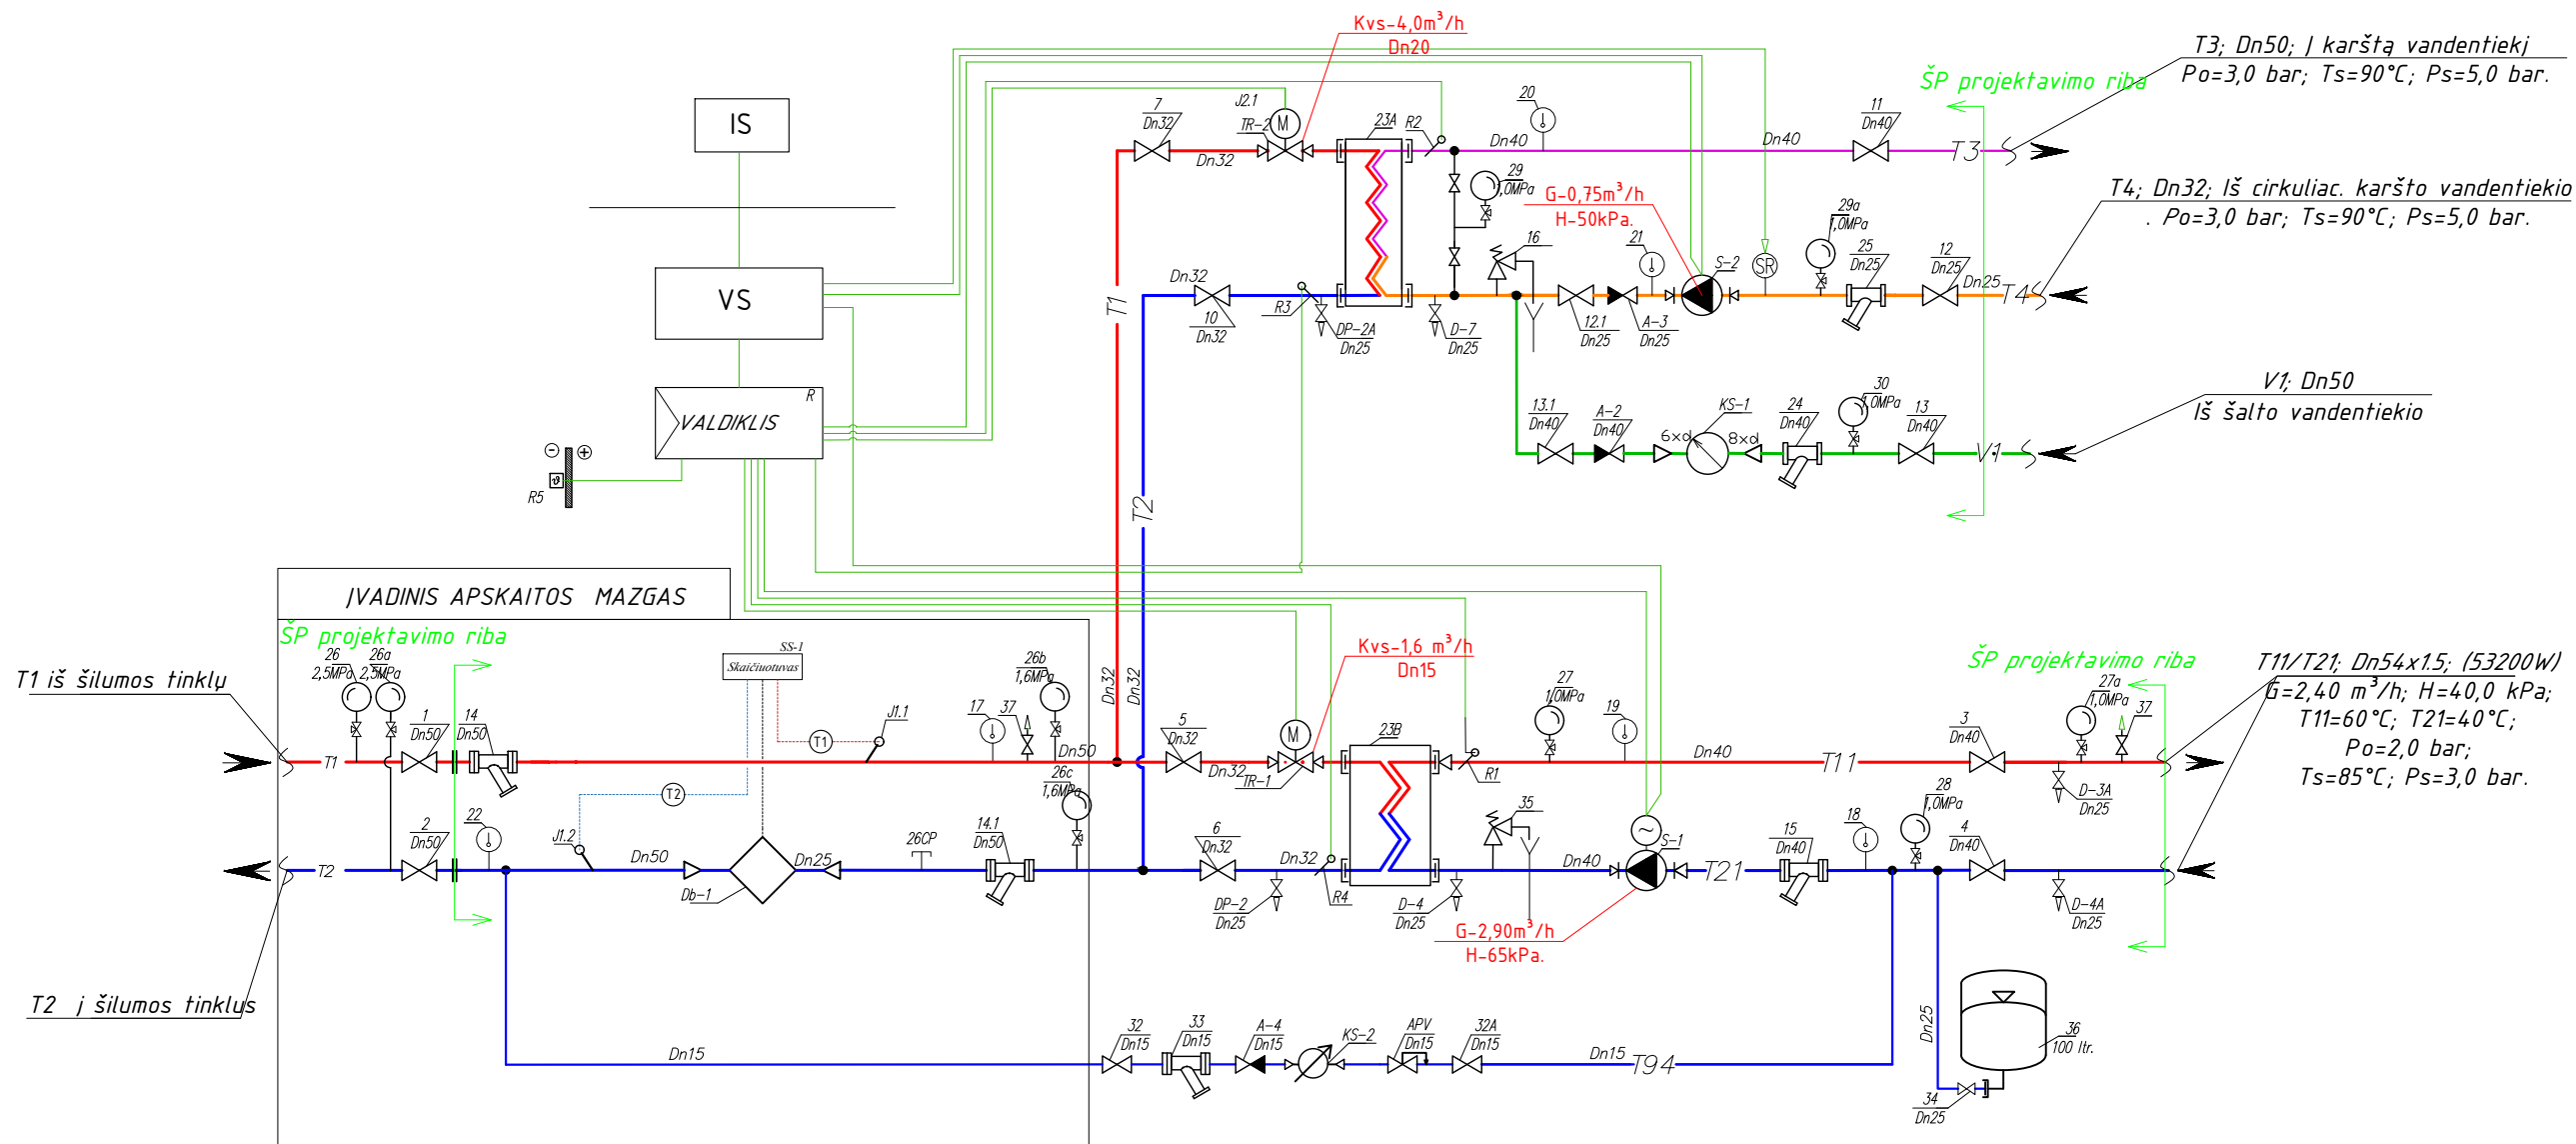 Kvs-4,0m³/h
Dn20
T3; Dn50; Į karštą vandentiekį
Po=3,0 bar; Ts=90°C; Ps=5,0 bar.
ŠP projektavimo riba
IS
7
Dn32
J2.1
TR-2
M
Dn32
23A
R2
Dn40
20
Dn40
11
Dn40
T3
29
1,0MPa
G-0,75m³/h
H-50kPa.
T4; Dn32; Iš cirkuliac. karšto vandentiekio
. Po=3,0 bar; Ts=90°C; Ps=5,0 bar.
29a
1,0MPa
16
21
S-2
SR
25
Dn25
12
Dn25
Dn25
T4
VS
T1
Dn32
10
Dn32
R3
DP-2A
Dn25
D-7
Dn25
12.1
Dn25
A-3
Dn25
R
VALDIKLIS
V1; Dn50
Iš šalto vandentiekio
13.1
Dn40
A-2
Dn40
6xd
KS-1
8xd
24
Dn40
30
1,0MPa
13
Dn40
V1
R5
T2
ĮVADINIS APSKAITOS MAZGAS
ŠP projektavimo riba
T1 iš šilumos tinklų
26
2,5MPa
26a
2,5MPa
SS-1
Skaičiuotuvas
26b
1,6MPa
Kvs-1,6 m³/h
Dn15
ŠP projektavimo riba
T11/T21; Dn54x1.5; (53200W)
G=2,40 m³/h; H=40,0 kPa;
T11=60°C; T21=40°C;
Po=2,0 bar;
Ts=85°C; Ps=3,0 bar.
1
Dn50
14
Dn50
T1
J1.1
17
37
Dn50
Dn32
Dn32
5
Dn32
Dn32
M
TR-1
23B
R1
27
1,0MPa
19
Dn40
T11
3
Dn40
27a
1,0MPa
37
T1
D-3A
Dn25
26c
1,6MPa
T2
2
Dn50
22
J1.2
Dn50
Db-1
Dn25
26CP
14.1
Dn50
T2
6
Dn32
DP-2
Dn25
Dn32
R4
35
D-4
Dn25
Dn40
~
S-1
T21
15
Dn40
18
28
1,0MPa
4
Dn40
D-4A
Dn25
G-2,90m³/h
H-65kPa.
T2 į šilumos tinklus
Dn15
32
Dn15
33
Dn15
A-4
Dn15
KS-2
APV
Dn15
32A
Dn15
Dn15
T94
Dn25
36
100 ltr.
34
Dn25